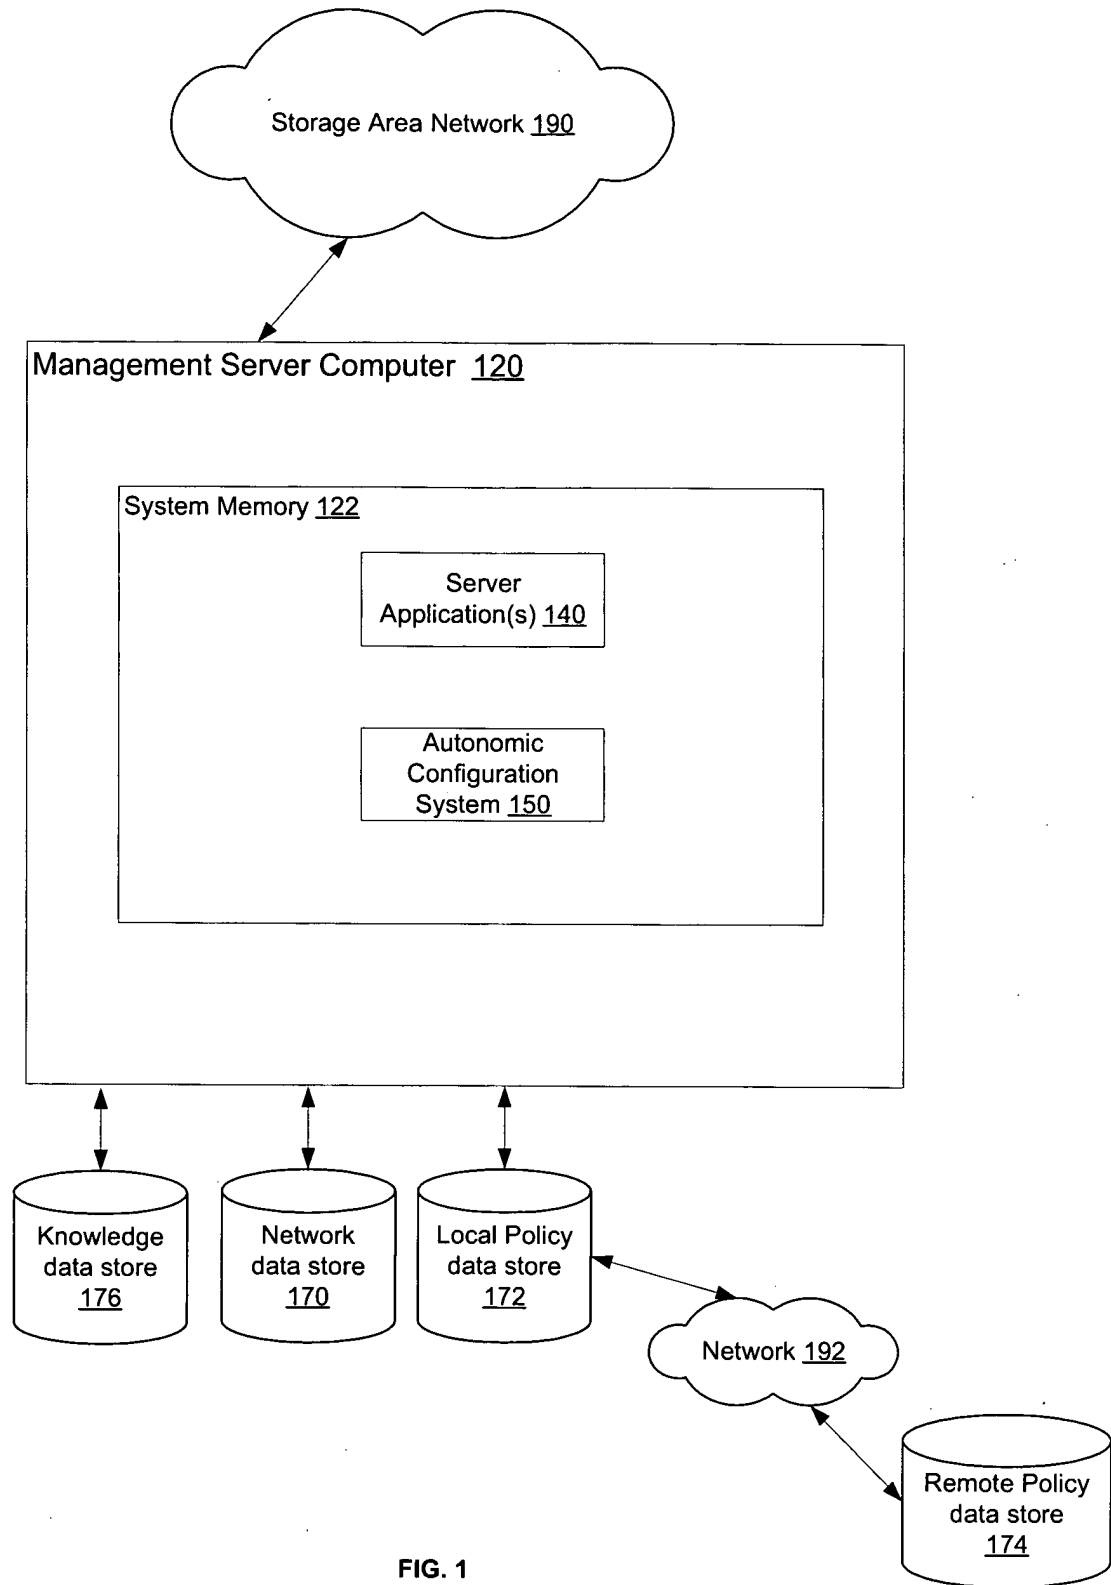 Storage Area Network 190
Management Server Computer 120
System Memory 122
Server
Application(s) 140
Autonomic
Configuration
System 150
Knowledge
data store
176
Network
data store
170
Local Policy
data store
172
Network 192
Remote Policy
data store
174
FIG. 1